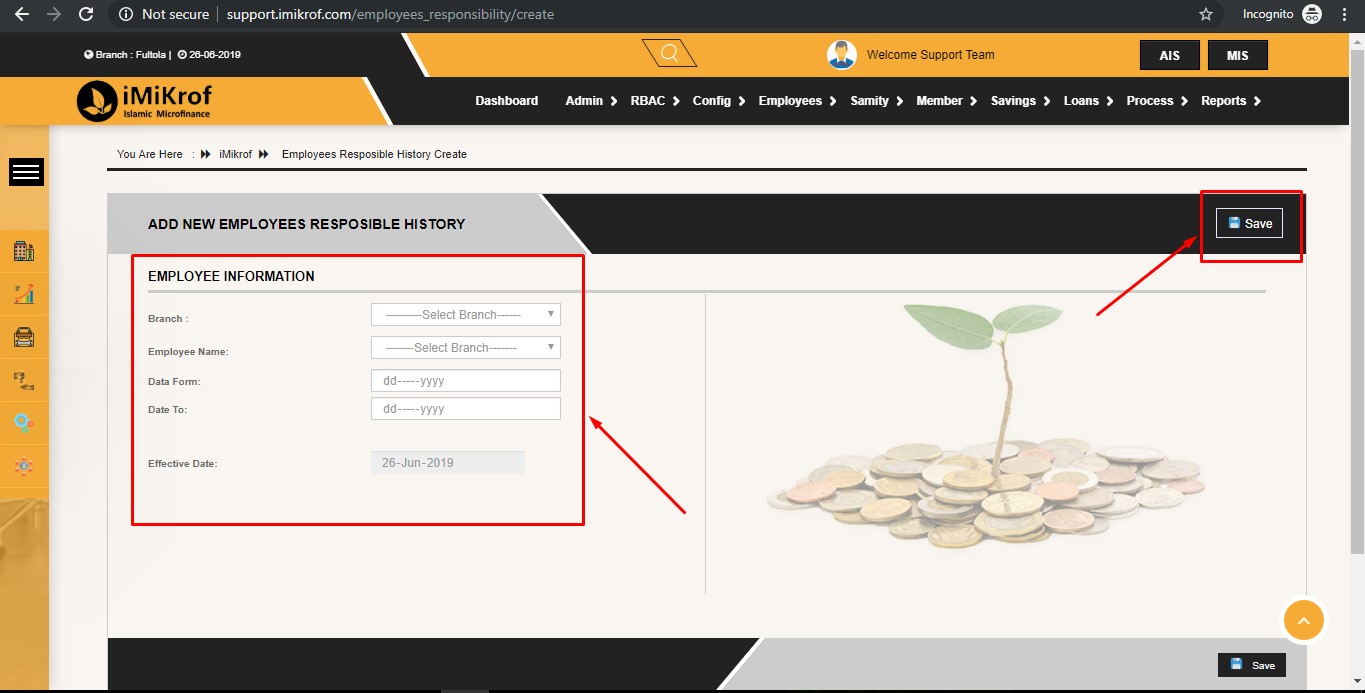 Not secure | support.imikrof.com/employees_responsibility/create
Incognito
Branch : Fultola | 26-06-2019
Welcome Support Team
AIS
MIS
iMiKrof
Islamic Microfinance
Dashboard Admin RBAC Config Employees Samity Member Savings Loans Process Reports
You Are Here : iMikrof Employees Resposible History Create
ADD NEW EMPLOYEES RESPOSIBLE HISTORY
Save
EMPLOYEE INFORMATION
Branch : ---------Select Branch------
Employee Name: -------Select Branch-------
Data Form: dd-----yyyy
Date To: dd-----yyyy
Effective Date: 26-Jun-2019
Save